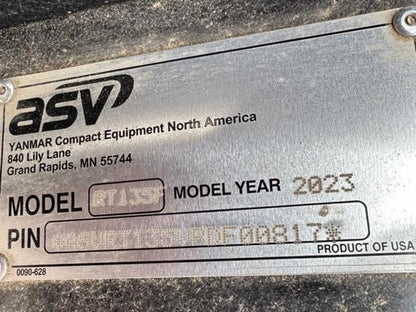 asv
YANMAR Compact Equipment North America
840 Lily Lane
Grand Rapids, MN 55744
MODEL RT135F MODEL YEAR 2023
PIN
0090-628 PRODUCT OF USA